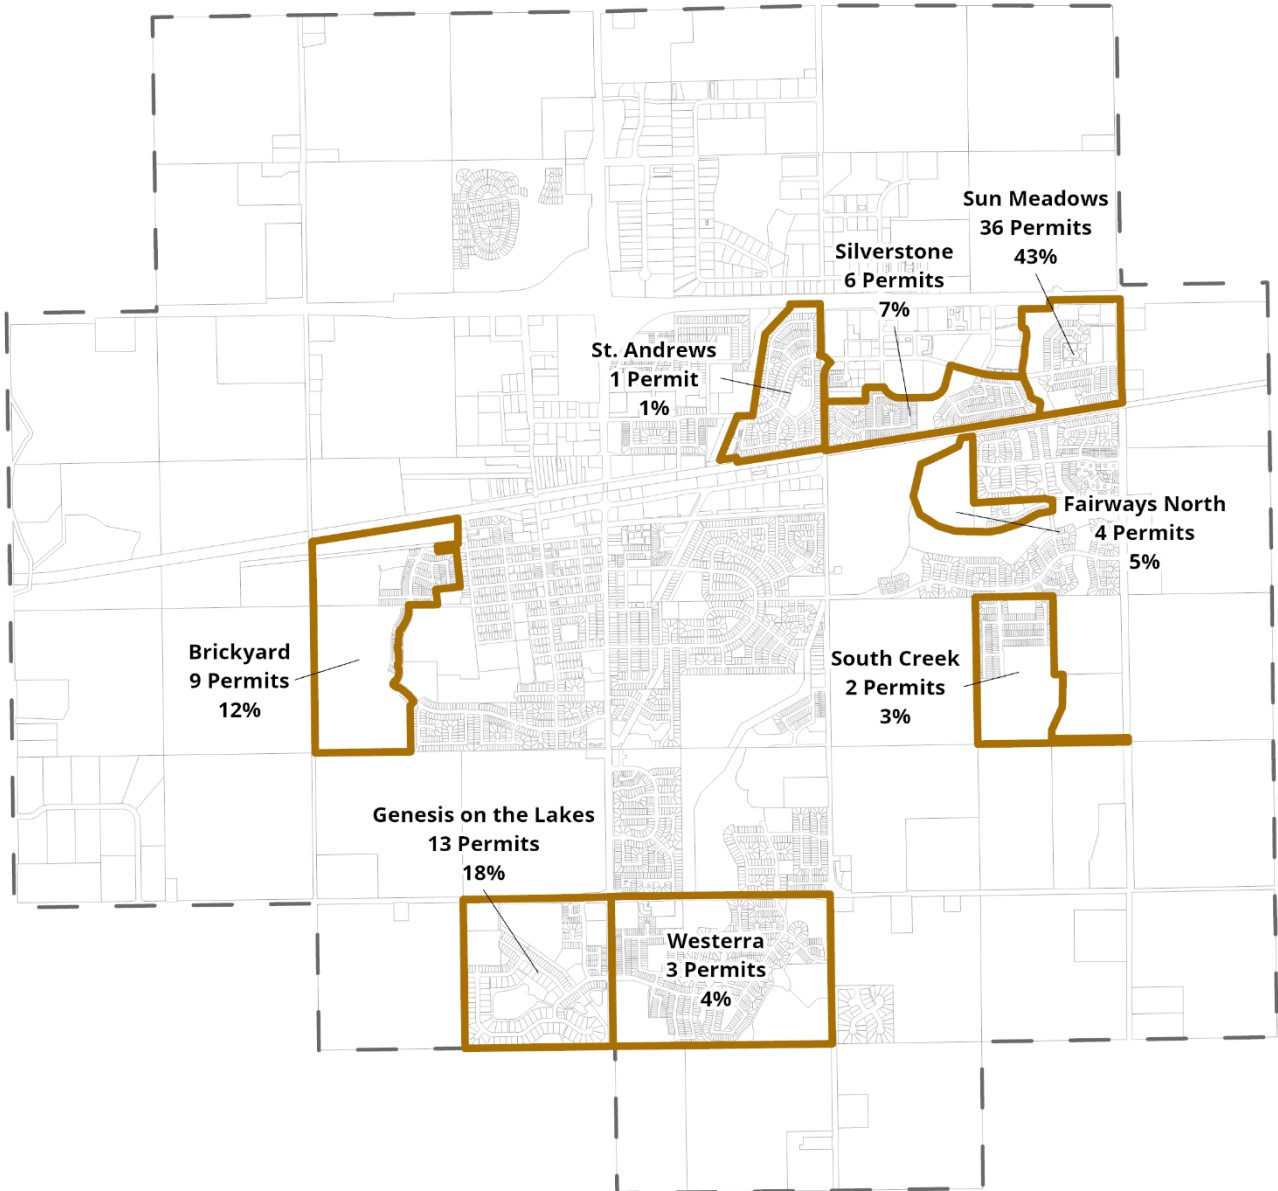 Sun Meadows
36 Permits
43%
Silverstone
6 Permits
7%
St. Andrews
1 Permit
1%
Fairways North
4 Permits
5%
Brickyard
9 Permits
12%
South Creek
2 Permits
3%
Genesis on the Lakes
13 Permits
18%
Westerra
3 Permits
4%